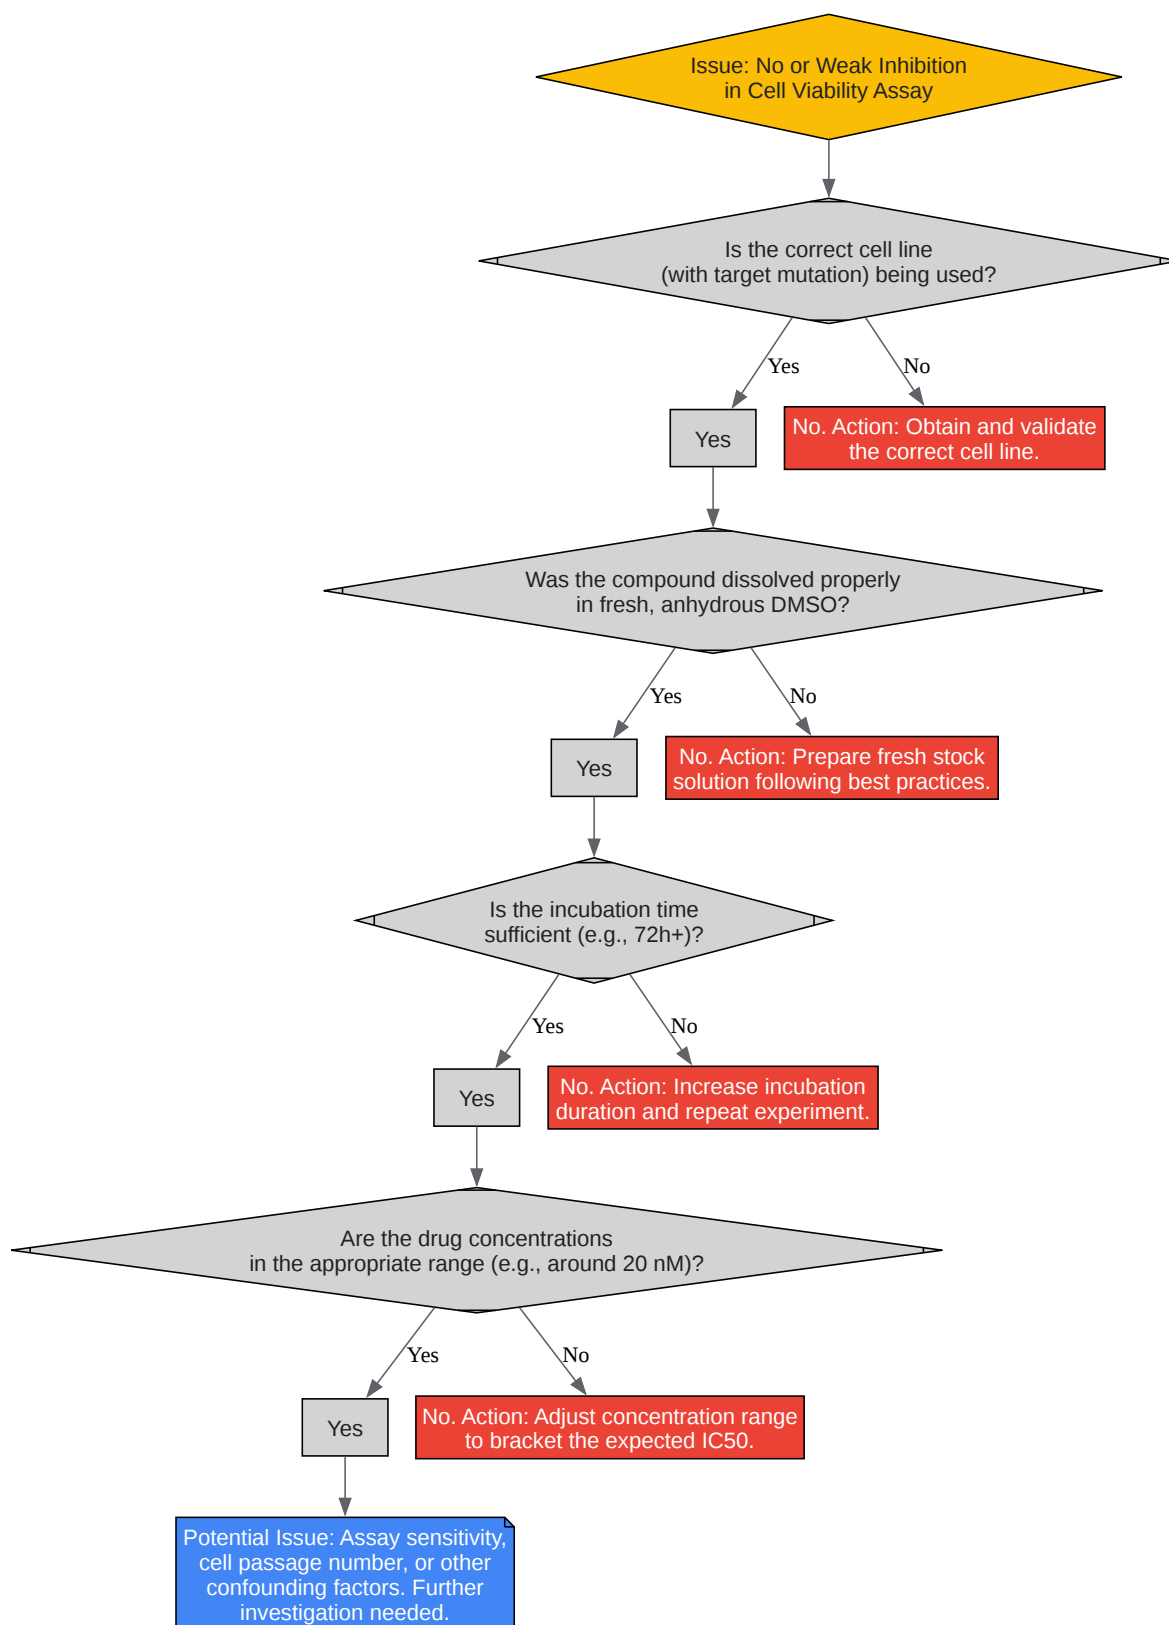 Issue: No or Weak Inhibition
in Cell Viability Assay
Is the correct cell line
(with target mutation) being used?
Yes
No
Yes
No. Action: Obtain and validate
the correct cell line.
Was the compound dissolved properly
in fresh, anhydrous DMSO?
Yes
No
Yes
No. Action: Prepare fresh stock
solution following best practices.
Is the incubation time
sufficient (e.g., 72h+)?
Yes
No
Yes
No. Action: Increase incubation
duration and repeat experiment.
Are the drug concentrations
in the appropriate range (e.g., around 20 nM)?
Yes
No
Yes
No. Action: Adjust concentration range
to bracket the expected IC50.
Potential Issue: Assay sensitivity,
cell passage number, or other
confounding factors. Further
investigation needed.